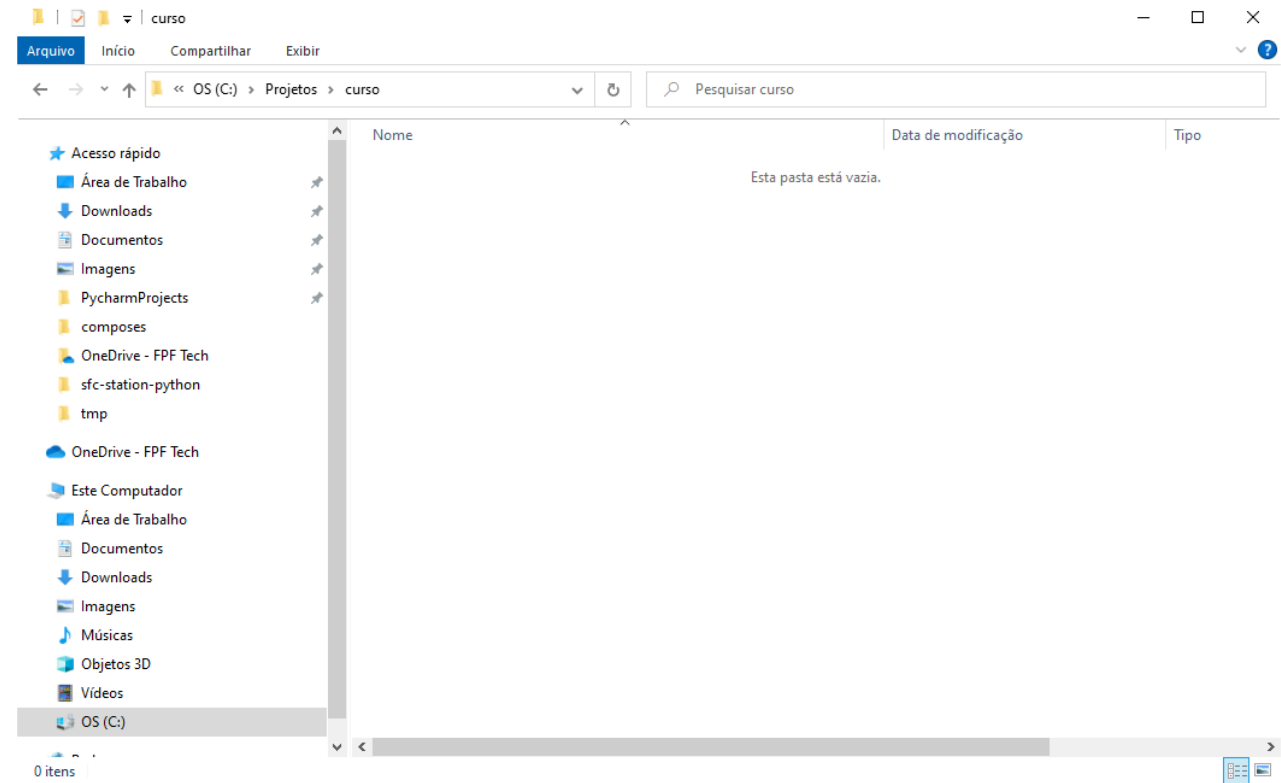 curso
Arquivo Início Compartilhar Exibir
« OS (C:) › Projetos › curso
Pesquisar curso
Nome Data de modificação Tipo
Esta pasta está vazia.
Acesso rápido
Área de Trabalho
Downloads
Documentos
Imagens
PycharmProjects
composes
OneDrive - FPF Tech
sfc-station-python
tmp
OneDrive - FPF Tech
Este Computador
Área de Trabalho
Documentos
Downloads
Imagens
Músicas
Objetos 3D
Vídeos
OS (C:)
0 itens